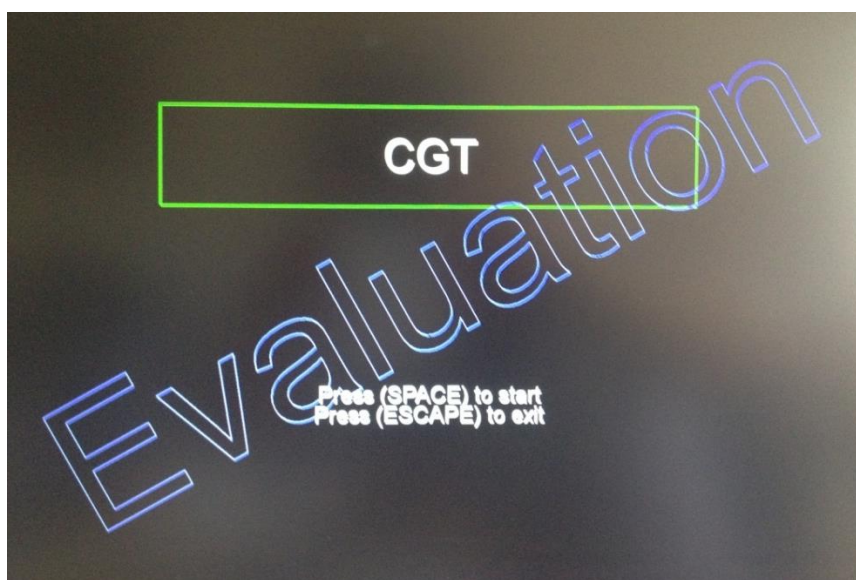 CGT
Evaluation
Press (SPACE) to start
Press (ESCAPE) to exit